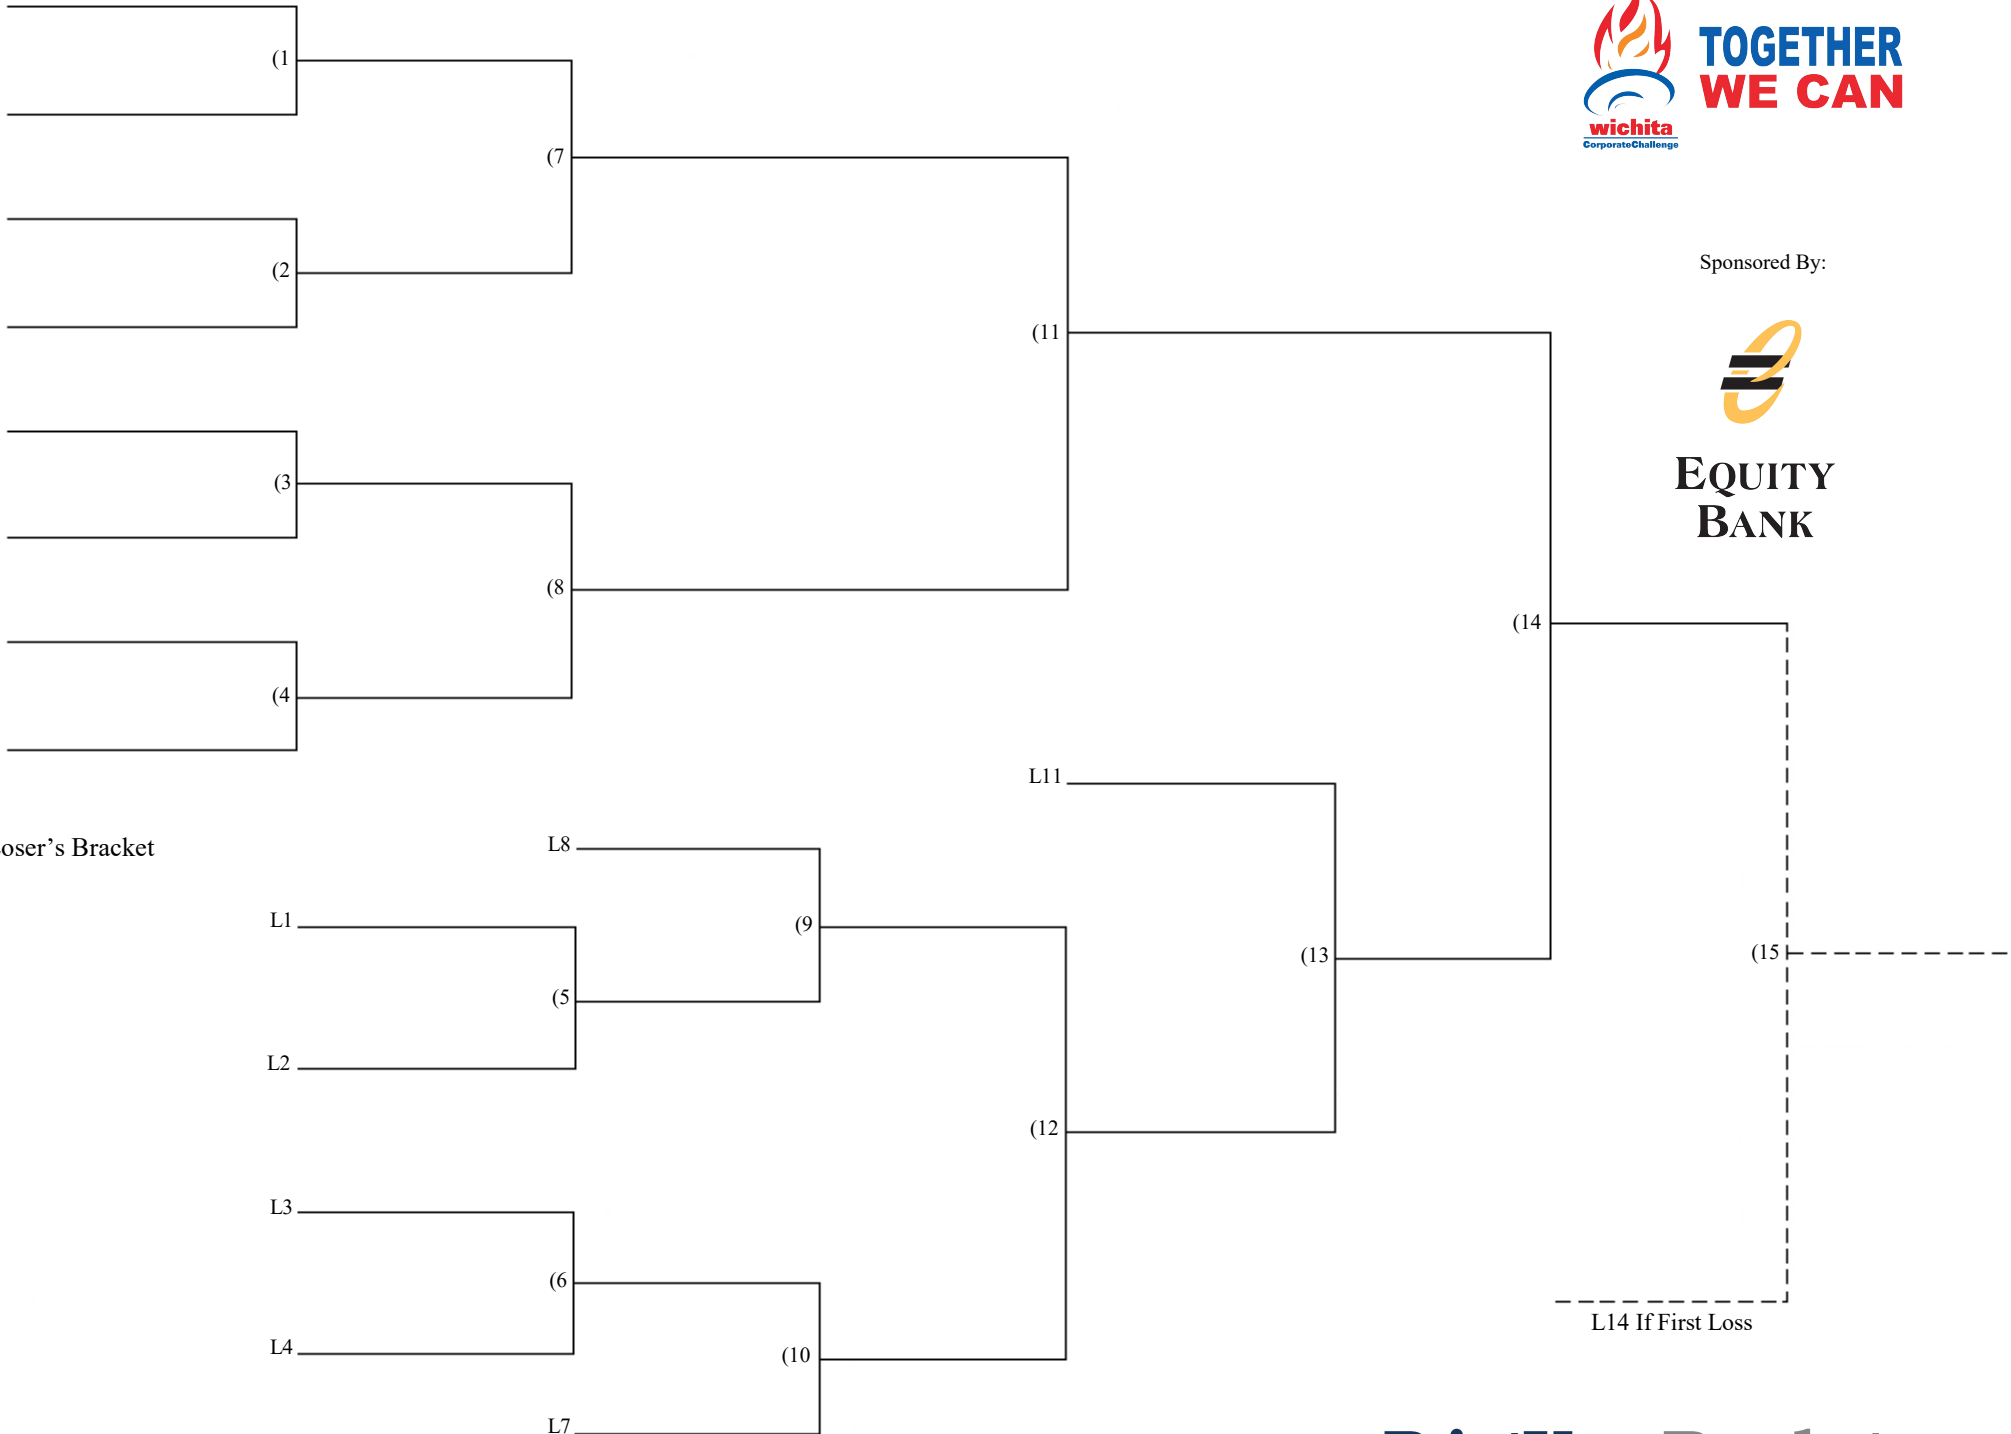 (1
TOGETHER
WE CAN
wichita
CorporateChallenge
(7
(2
Sponsored By:
(11
EQUITY
BANK
(3
(8
(14
(4
L11
L8
oser’s Bracket
L1
(9
(13
(15
(5
L2
(12
L3
(6
L14 If First Loss
L4
(10
L7